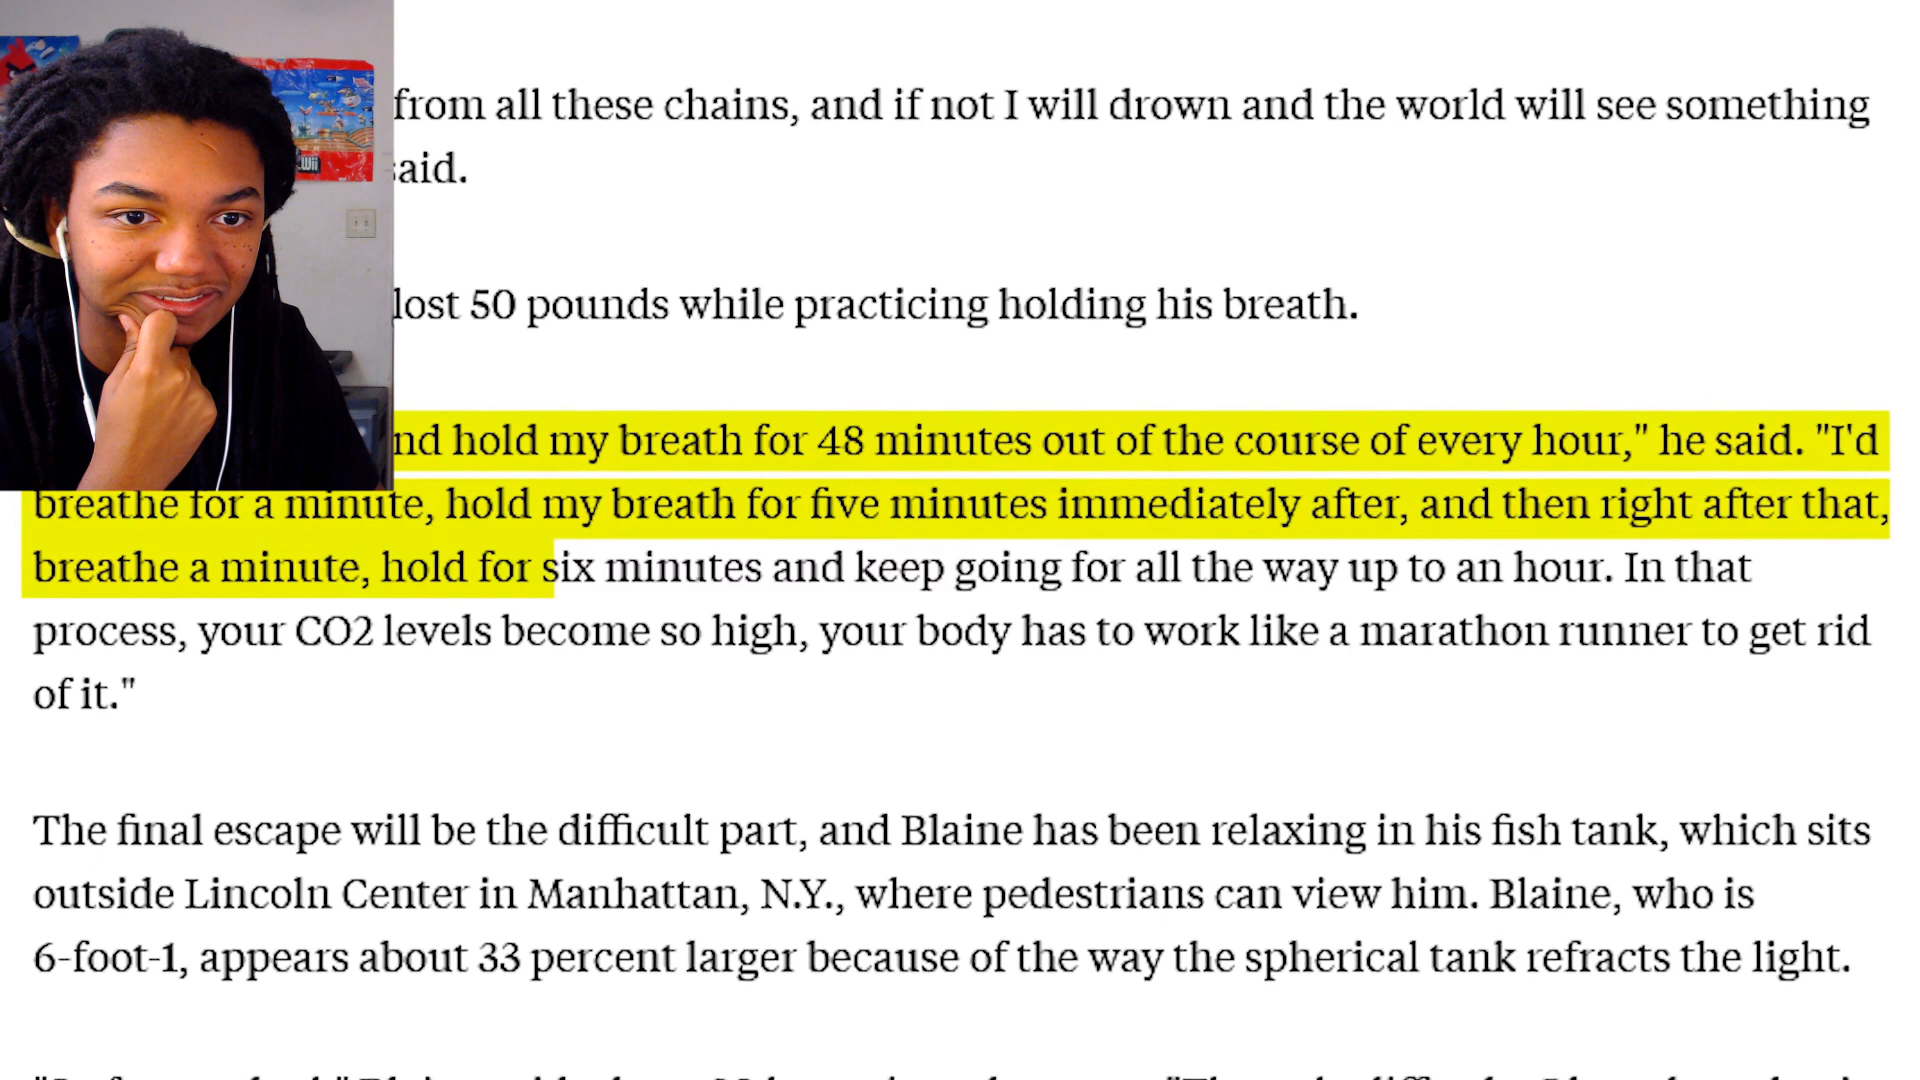 Wii
from all these chains, and if not I will drown and the world will see something
said.
lost 50 pounds while practicing holding his breath.
nd hold my breath for 48 minutes out of the course of every hour," he said. "I'd
breathe for a minute, hold my breath for five minutes immediately after, and then right after that,
breathe a minute, hold for six minutes and keep going for all the way up to an hour. In that
process, your CO2 levels become so high, your body has to work like a marathon runner to get rid
of it."
The final escape will be the difficult part, and Blaine has been relaxing in his fish tank, which sits
outside Lincoln Center in Manhattan, N.Y., where pedestrians can view him. Blaine, who is
6-foot-1, appears about 33 percent larger because of the way the spherical tank refracts the light.